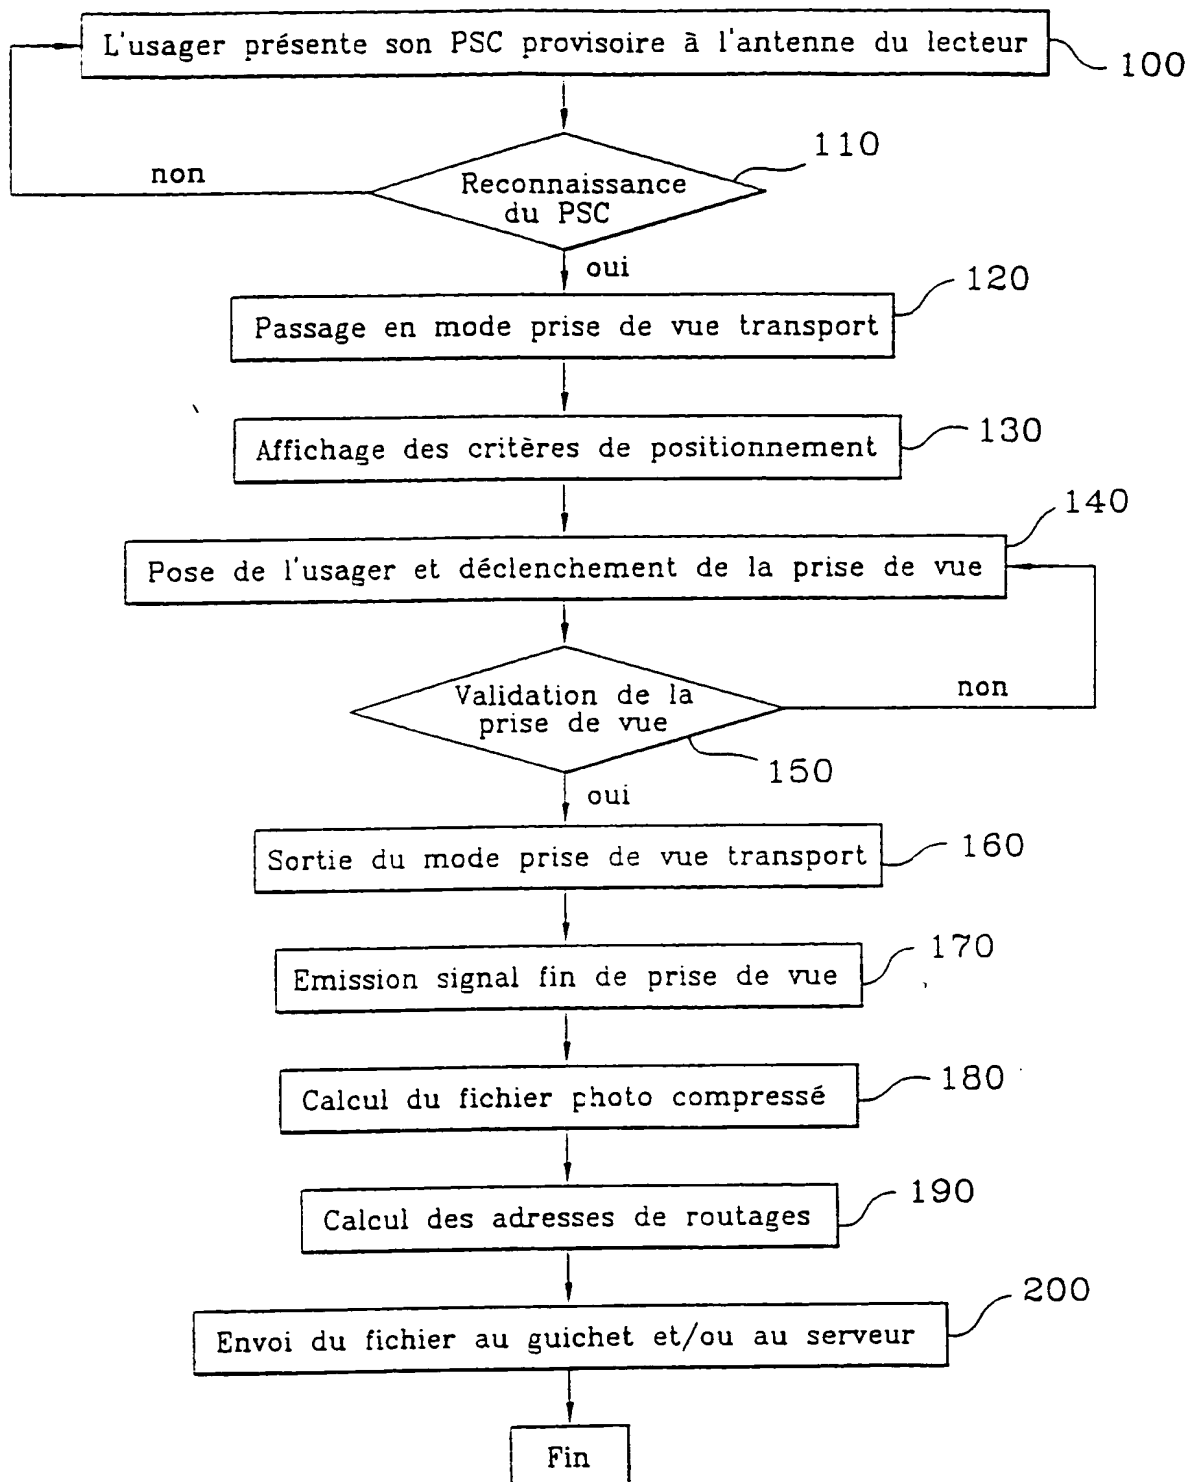 L'usager présente son PSC provisoire à l'antenne du lecteur
100
110
non
Reconnaissance
du PSC
oui
120
Passage en mode prise de vue transport
130
Affichage des critères de positionnement
140
Pose de l'usager et déclenchement de la prise de vue
Validation de la
prise de vue
non
150
oui
160
Sortie du mode prise de vue transport
170
Emission signal fin de prise de vue
180
Calcul du fichier photo compressé
190
Calcul des adresses de routages
200
Envoi du fichier au guichet et/ou au serveur
Fin